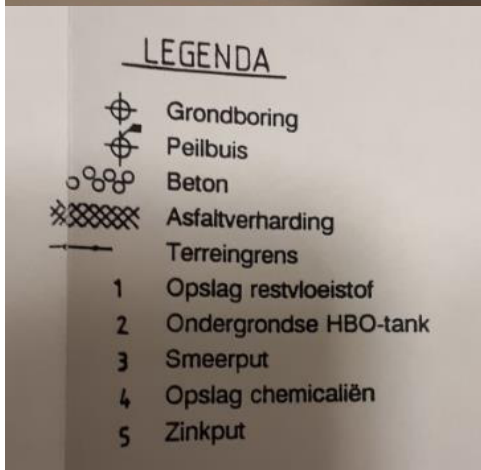 LEGENDA
Grondboring
Peilbuis
Beton
Asfaltverharding
Terreingrens
1 Opslag restvloeistof
2 Ondergrondse HBO-tank
3 Smeerput
4 Opslag chemicaliën
5 Zinkput